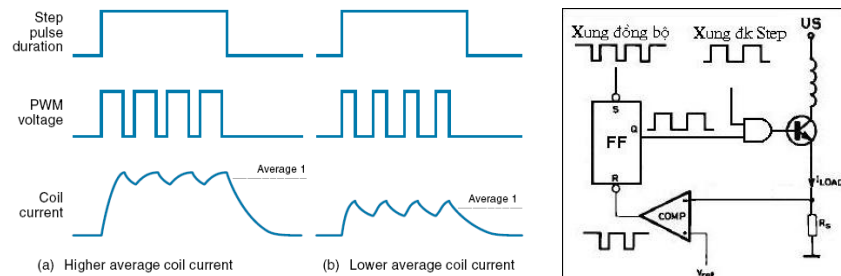 Step
pulse
duration
PWM
voltage
Coil
current
Average 1
(a) Higher average coil current
Average 1
(b) Lower average coil current
Xung đồng bộ
Xung đk Step
US
S
Q
FF
R
COMP
I LOAD
Rs
Vref